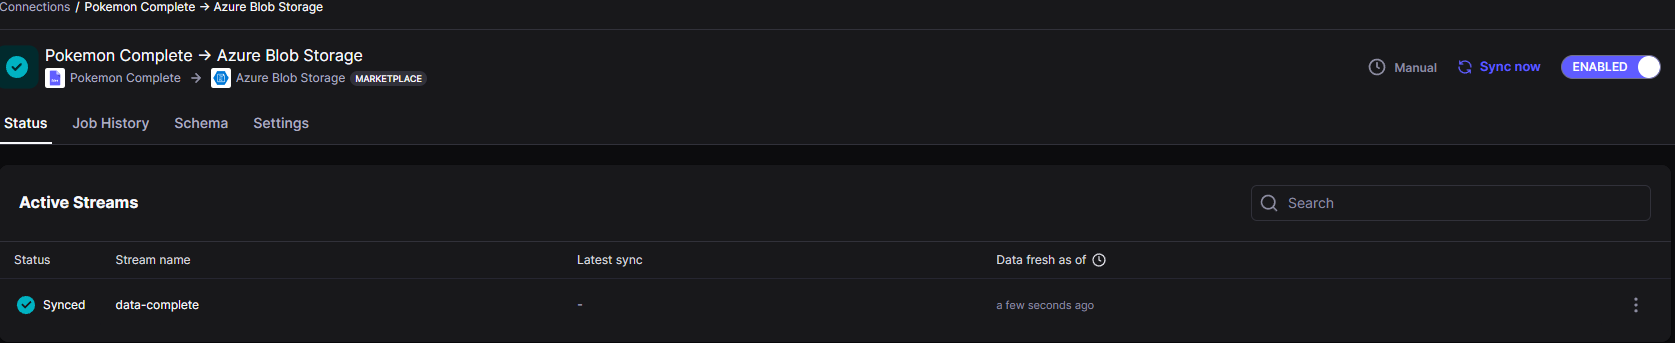 Connections / Pokemon Complete → Azure Blob Storage
Pokemon Complete → Azure Blob Storage
Pokemon Complete → Azure Blob Storage MARKETPLACE
Manual Sync now ENABLED
Status Job History Schema Settings
Active Streams
Search
Status Stream name Latest sync Data fresh as of
Synced data-complete - a few seconds ago